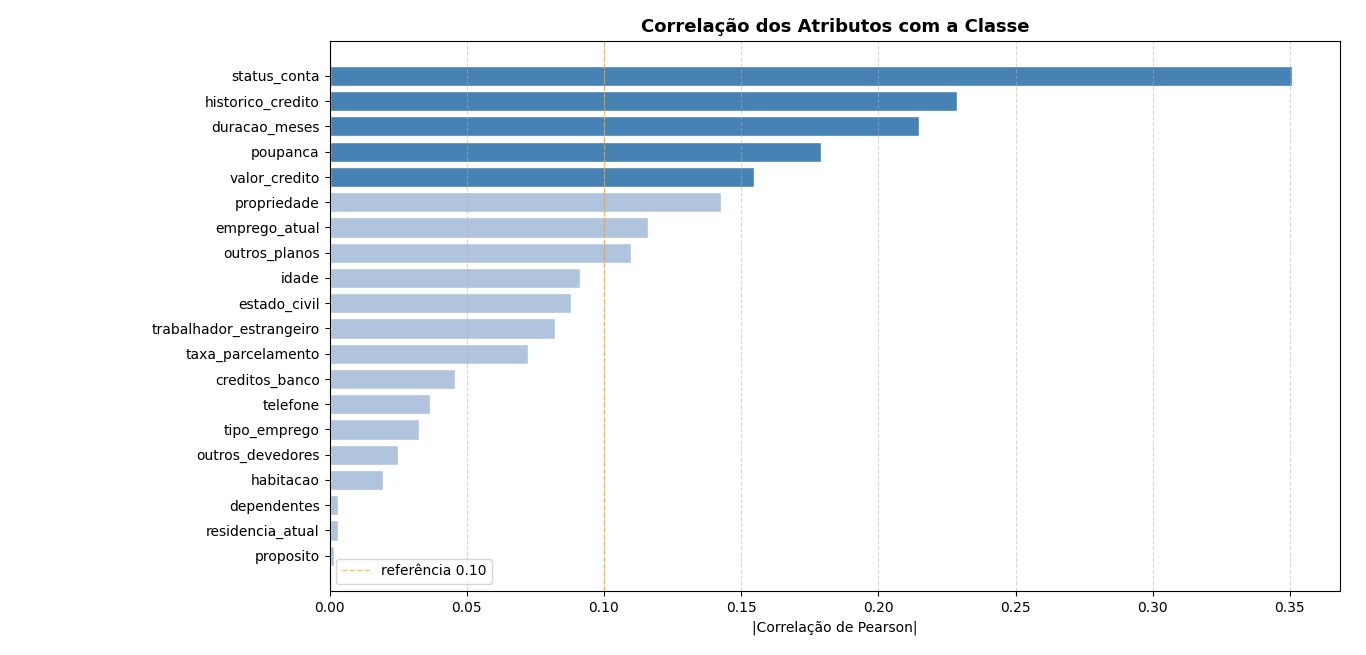 Correlação dos Atributos com a Classe
status_conta
historico_credito
duracao_meses
poupanca
valor_credito
propriedade
emprego_atual
outros_planos
idade
estado_civil
trabalhador_estrangeiro
taxa_parcelamento
creditos_banco
telefone
tipo_emprego
outros_devedores
habitacao
dependentes
residencia_atual
proposito
referência 0.10
0.00 0.05 0.10 0.15 0.20 0.25 0.30 0.35
|Correlação de Pearson|